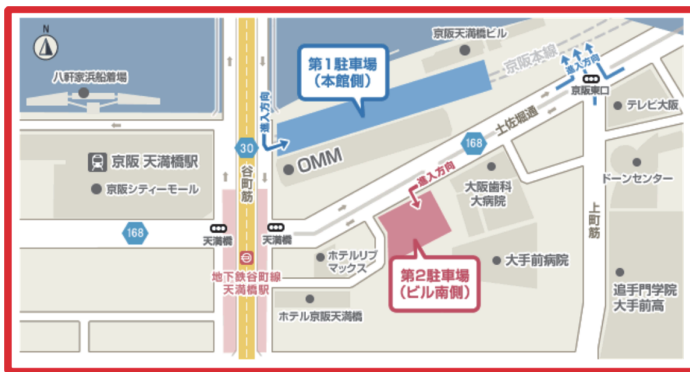 N
八軒家浜船着場
京阪天満橋ビル
第1駐車場
(本館側)
京阪本線
進入方向
京阪東口
テレビ大阪
進入方向
30
OMM
土佐堀通
168
京阪 天満橋駅
京阪シティーモール
谷町筋
進入方向
大阪歯科
大病院
ドーンセンター
168
天満橋
天満橋
上町筋
ホテルリブ
マックス
地下鉄谷町線
天満橋駅
第2駐車場
(ビル南側)
大手前病院
追手門学院
大手前高
ホテル京阪天満橋